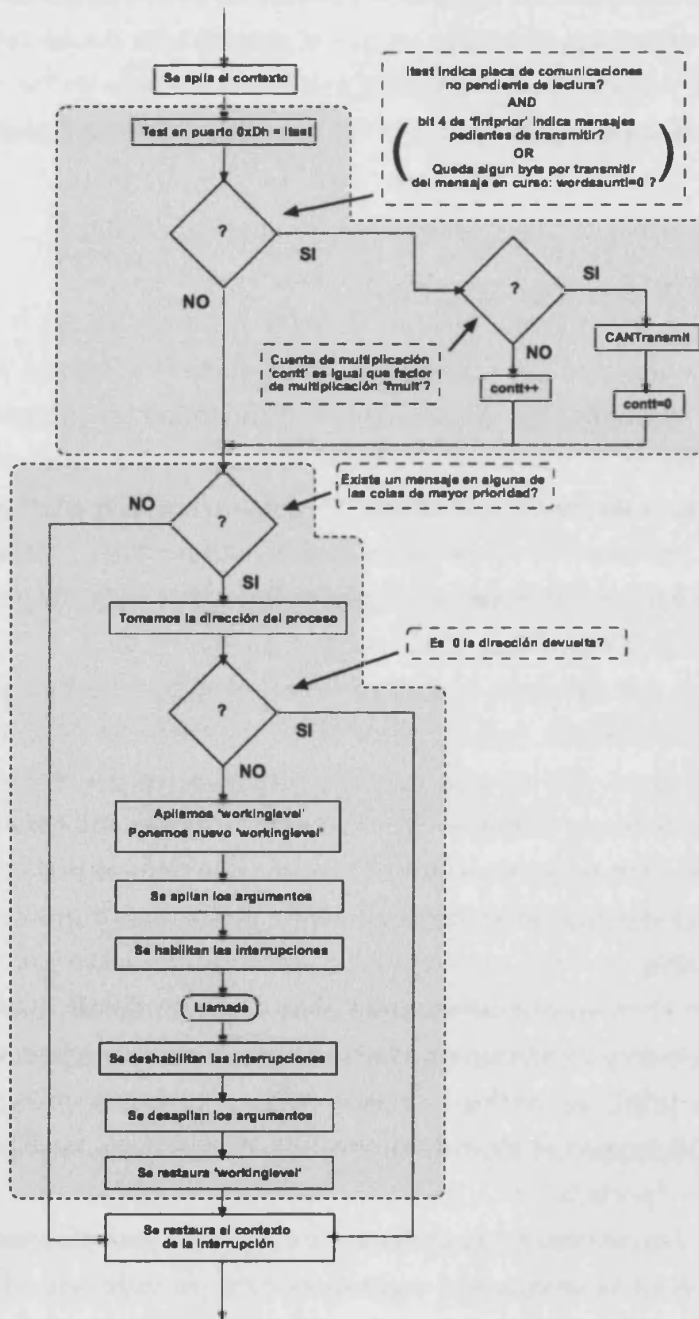 Se apila el contexto
Itest indica placa de comunicaciones
no pendiente de lectura?
AND
bit 4 de 'flntprior' indica mensajes
pedientes de transmitir?
OR
Queda algun byte por transmitir
del mensaje en curso: wordsaunti=0 ?
Test en puerto 0xDh = Itest
?
SI
NO
?
SI
NO
CANTransmit
Cuenta de multiplicación
'contt' es igual que factor
de multiplicación 'fmult'?
contt++
contt=0
Existe un mensaje en alguna de
las colas de mayor prioridad?
NO
?
SI
Tomamos la dirección del proceso
Es 0 la dirección devuelta?
?
SI
NO
Apilamos 'workinglevel'
Ponemos nuevo 'workinglevel'
Se apilan los argumentos
Se habilitan las interrupciones
Llamada
Se deshabilitan las interrupciones
Se desapilan los argumentos
Se restaura 'workinglevel'
Se restaura el contexto
de la interrupción